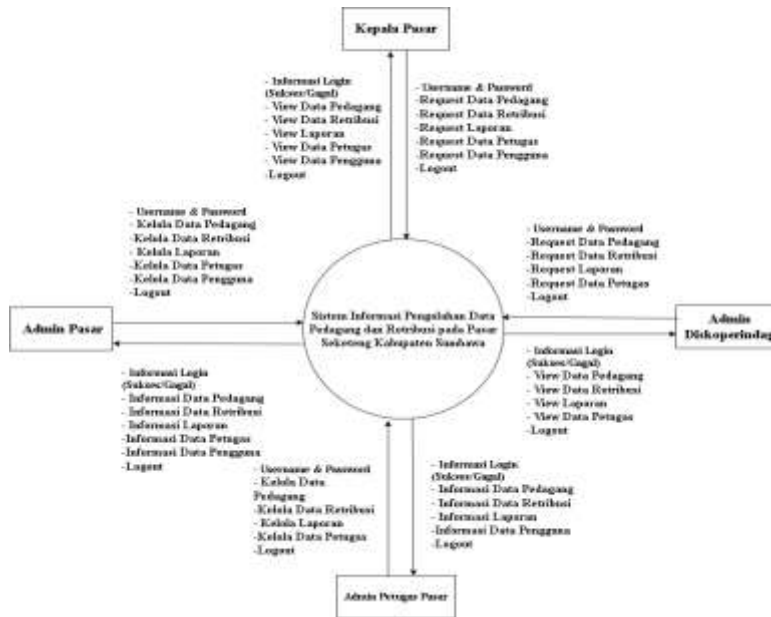 Kepala Pasar
- Informasi Login
(Sukses/Gagal)
- View Data Pedagang
- View Data Retribusi
- View Laporan
- View Data Petugas
- View Data Pengguna
-Logout
- Username & Password
-Request Data Pedagang
-Request Data Retribusi
-Request Laporan
-Request Data Petugas
-Request Data Pengguna
-Logout
- Username & Password
- Kelola Data Pedagang
-Kelola Data Retribusi
- Kelola Laporan
-Kelola Data Petugas
-Kelola Data Pengguna
-Logout
- Username & Password
-Request Data Pedagang
-Request Data Retribusi
-Request Laporan
-Request Data Petugas
-Logout
Admin Pasar
Sistem Informasi Pengolahan Data
Pedagang dan Retribusi pada Pasar
Seketeng Kabupaten Sumbawa
Admin
Diskoperindag
- Informasi Login
(Sukses/Gagal)
- Informasi Data Pedagang
- Informasi Data Retribusi
- Informasi Laporan
-Informasi Data Petugas
-Informasi Data Pengguna
-Logout
- Informasi Login
(Sukses/Gagal)
- View Data Pedagang
- View Data Retribusi
- View Laporan
- View Data Petugas
-Logout
- Username & Password
- Kelola Data
Pedagang
-Kelola Data Retribusi
- Kelola Laporan
-Kelola Data Petugas
-Logout
- Informasi Login
(Sukses/Gagal)
- Informasi Data Pedagang
- Informasi Data Retribusi
- Informasi Laporan
-Informasi Data Pengguna
-Logout
Admin Petugas Pasar